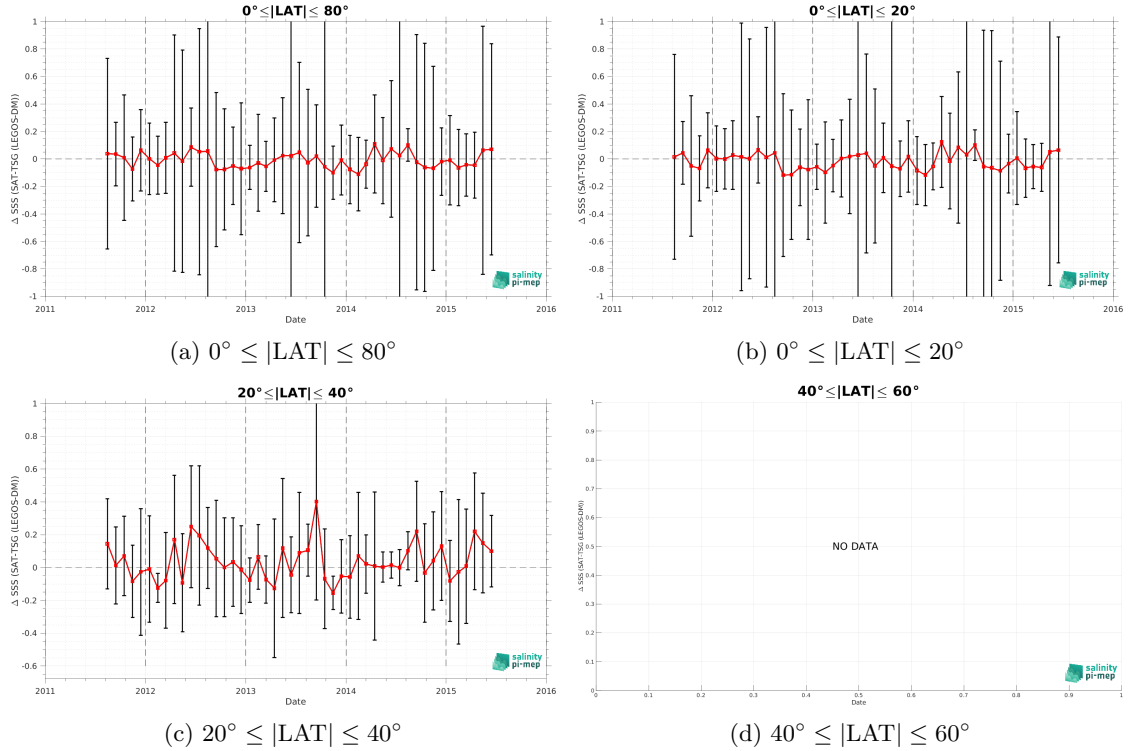 0°≤|LAT|≤ 80°
Δ SSS (SAT-TSG (LEGOS-DM))
1
0.8
0.6
0.4
0.2
0
-0.2
-0.4
-0.6
-0.8
-1
2011 2012 2013 2014 2015 2016
Date
salinity
pi-mep
(a) 0° ≤ |LAT| ≤ 80°
0°≤|LAT|≤ 20°
Δ SSS (SAT-TSG (LEGOS-DM))
1
0.8
0.6
0.4
0.2
0
-0.2
-0.4
-0.6
-0.8
-1
2011 2012 2013 2014 2015 2016
Date
salinity
pi-mep
(b) 0° ≤ |LAT| ≤ 20°
20°≤|LAT|≤ 40°
Δ SSS (SAT-TSG (LEGOS-DM))
1
0.8
0.6
0.4
0.2
0
-0.2
-0.4
-0.6
2011 2012 2013 2014 2015 2016
Date
salinity
pi-mep
(c) 20° ≤ |LAT| ≤ 40°
40°≤|LAT|≤ 60°
Δ SSS (SAT-TSG (LEGOS-DM))
1
0.9
0.8
0.7
0.6
0.5
0.4
0.3
0.2
0.1
0
NO DATA
0 0.1 0.2 0.3 0.4 0.5 0.6 0.7 0.8 0.9 1
Date
salinity
pi-mep
(d) 40° ≤ |LAT| ≤ 60°